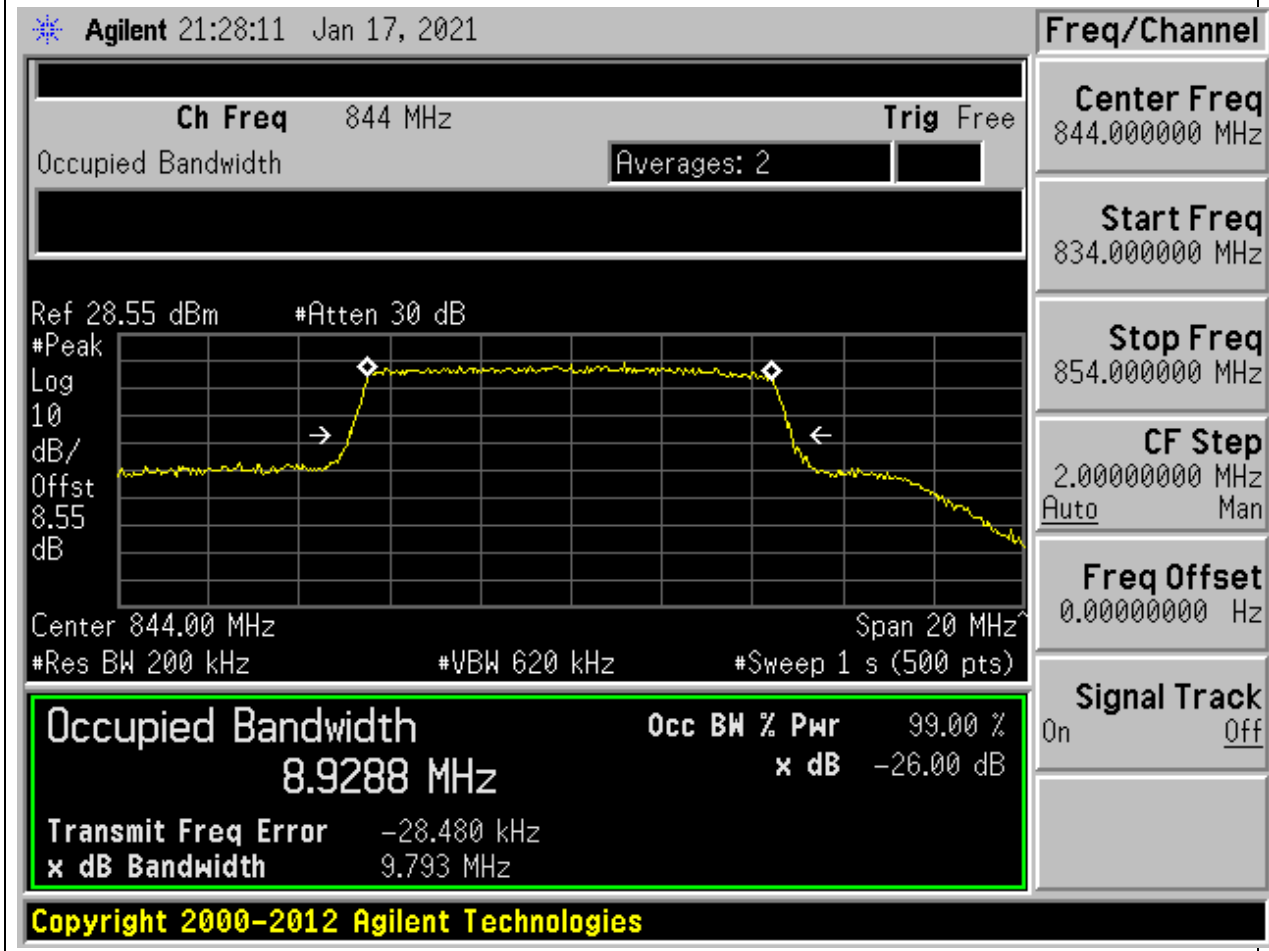 Agilent 21:28:11 Jan 17, 2021
Ch Freq 844 MHz Trig Free
Occupied Bandwidth Averages: 2
Ref 28.55 dBm #Atten 30 dB
#Peak
Log
10
dB/
Offst
8.55
dB
Center 844.00 MHz Span 20 MHz^
#Res BW 200 kHz #VBW 620 kHz #Sweep 1 s (500 pts)
Occupied Bandwidth Occ BW % Pwr 99.00 %
8.9288 MHz x dB -26.00 dB
Transmit Freq Error -28.480 kHz
x dB Bandwidth 9.793 MHz
Copyright 2000-2012 Agilent Technologies
Freq/Channel
Center Freq
844.000000 MHz
Start Freq
834.000000 MHz
Stop Freq
854.000000 MHz
CF Step
2.00000000 MHz
Auto Man
Freq Offset
0.00000000 Hz
Signal Track
On Off